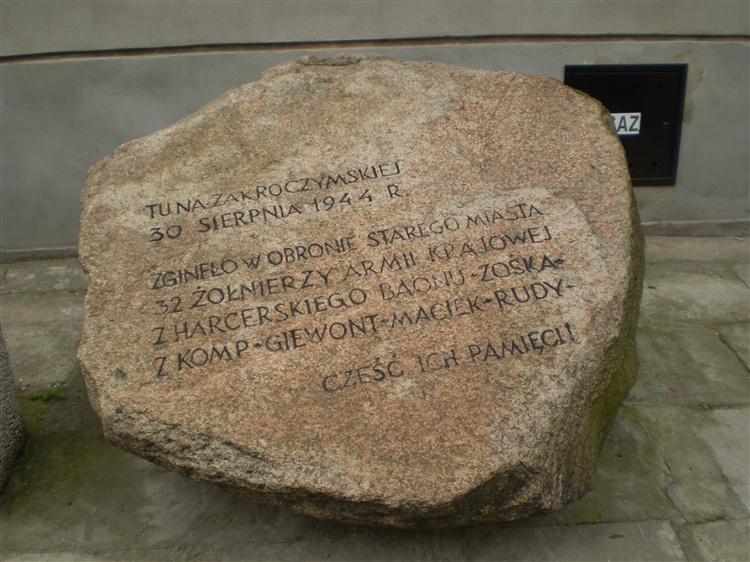 TU NA ZAKROCZYMSKIEJ
30 SIERPNIA 1944 R.
ZGINĘŁO W OBRONIE STAREGO MIASTA
32 ŻOŁNIERZY ARMII KRAJOWEJ
Z HARCERSKIEGO BAONU-ZOŚKA-
Z KOMP-GIEWONT-MACIEK-RUDY-
CZEŚĆ ICH PAMIĘCI!